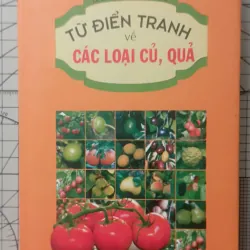 TỪ ĐIỂN TRANH
về
CÁC LOẠI CỦ, QUẢ